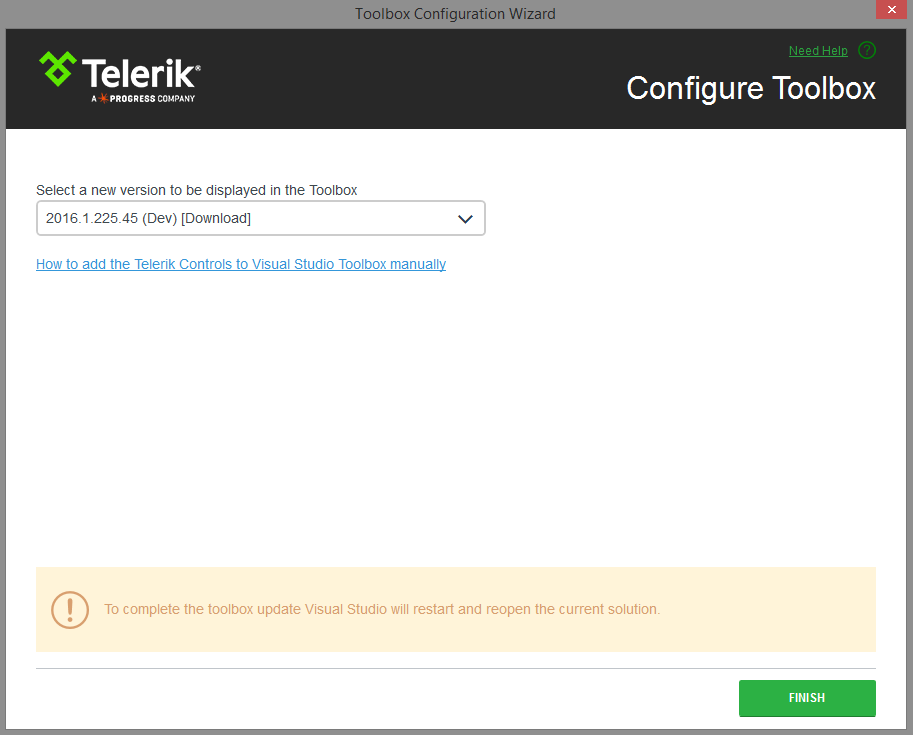 Toolbox Configuration Wizard
Need Help ?
Telerik®
A PROGRESS COMPANY
Configure Toolbox
Select a new version to be displayed in the Toolbox
2016.1.225.45 (Dev) [Download]
How to add the Telerik Controls to Visual Studio Toolbox manually
To complete the toolbox update Visual Studio will restart and reopen the current solution.
FINISH